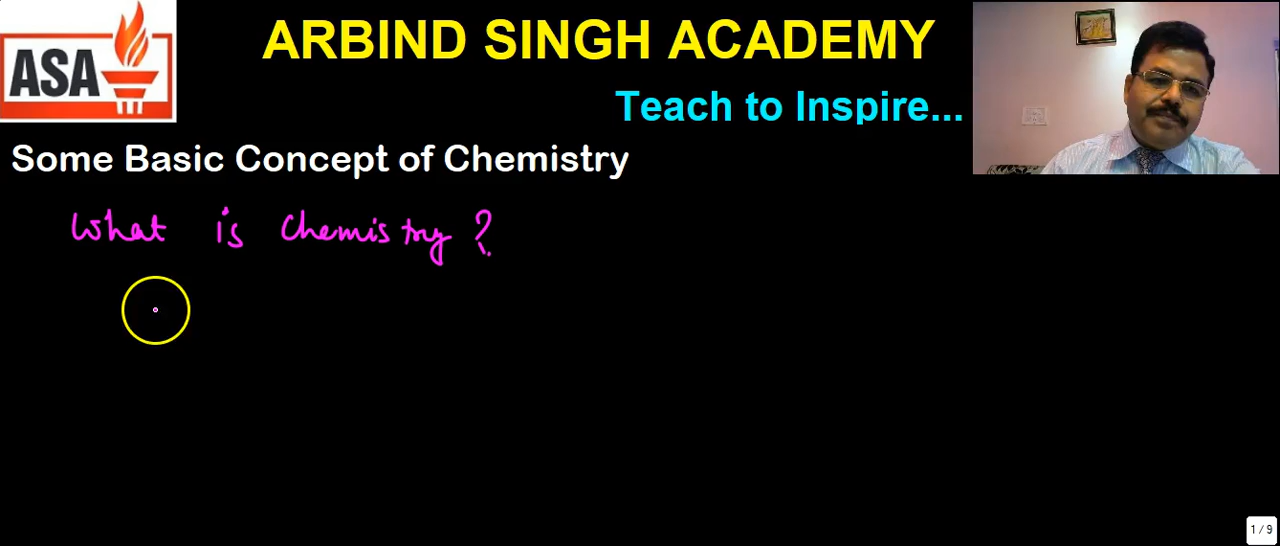 ASA
ARBIND SINGH ACADEMY
Teach to Inspire...
Some Basic Concept of Chemistry
What is Chemistry?
1 / 9